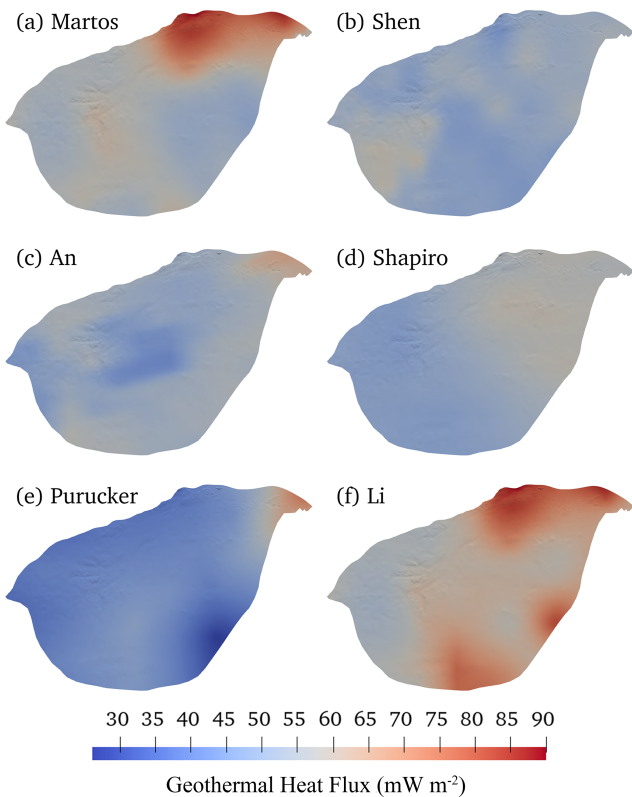 (a) Martos
(b) Shen
(c) An
(d) Shapiro
(e) Purucker
(f) Li
30 35 40 45 50 55 60 65 70 75 80 85 90
Geothermal Heat Flux (mW m-2)